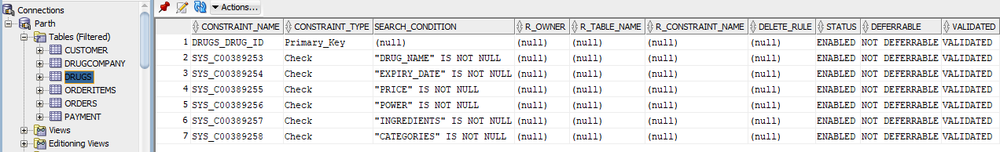 Connections
Parth
Tables (Filtered)
CUSTOMER
DRUGCOMPANY
DRUGS
ORDERITEMS
ORDERS
PAYMENT
Views
Editioning Views
Actions...
CONSTRAINT_NAME CONSTRAINT_TYPE SEARCH_CONDITION R_OWNER R_TABLE_NAME R_CONSTRAINT_NAME DELETE_RULE STATUS DEFERRABLE VALIDATED
1 DRUGS_DRUG_ID Primary_Key (null) (null) (null) (null) (null) ENABLED NOT DEFERRABLE VALIDATED
2 SYS_C00389253 Check "DRUG_NAME" IS NOT NULL (null) (null) (null) (null) ENABLED NOT DEFERRABLE VALIDATED
3 SYS_C00389254 Check "EXPIRY_DATE" IS NOT NULL (null) (null) (null) (null) ENABLED NOT DEFERRABLE VALIDATED
4 SYS_C00389255 Check "PRICE" IS NOT NULL (null) (null) (null) (null) ENABLED NOT DEFERRABLE VALIDATED
5 SYS_C00389256 Check "POWER" IS NOT NULL (null) (null) (null) (null) ENABLED NOT DEFERRABLE VALIDATED
6 SYS_C00389257 Check "INGREDIENTS" IS NOT NULL (null) (null) (null) (null) ENABLED NOT DEFERRABLE VALIDATED
7 SYS_C00389258 Check "CATEGORIES" IS NOT NULL (null) (null) (null) (null) ENABLED NOT DEFERRABLE VALIDATED